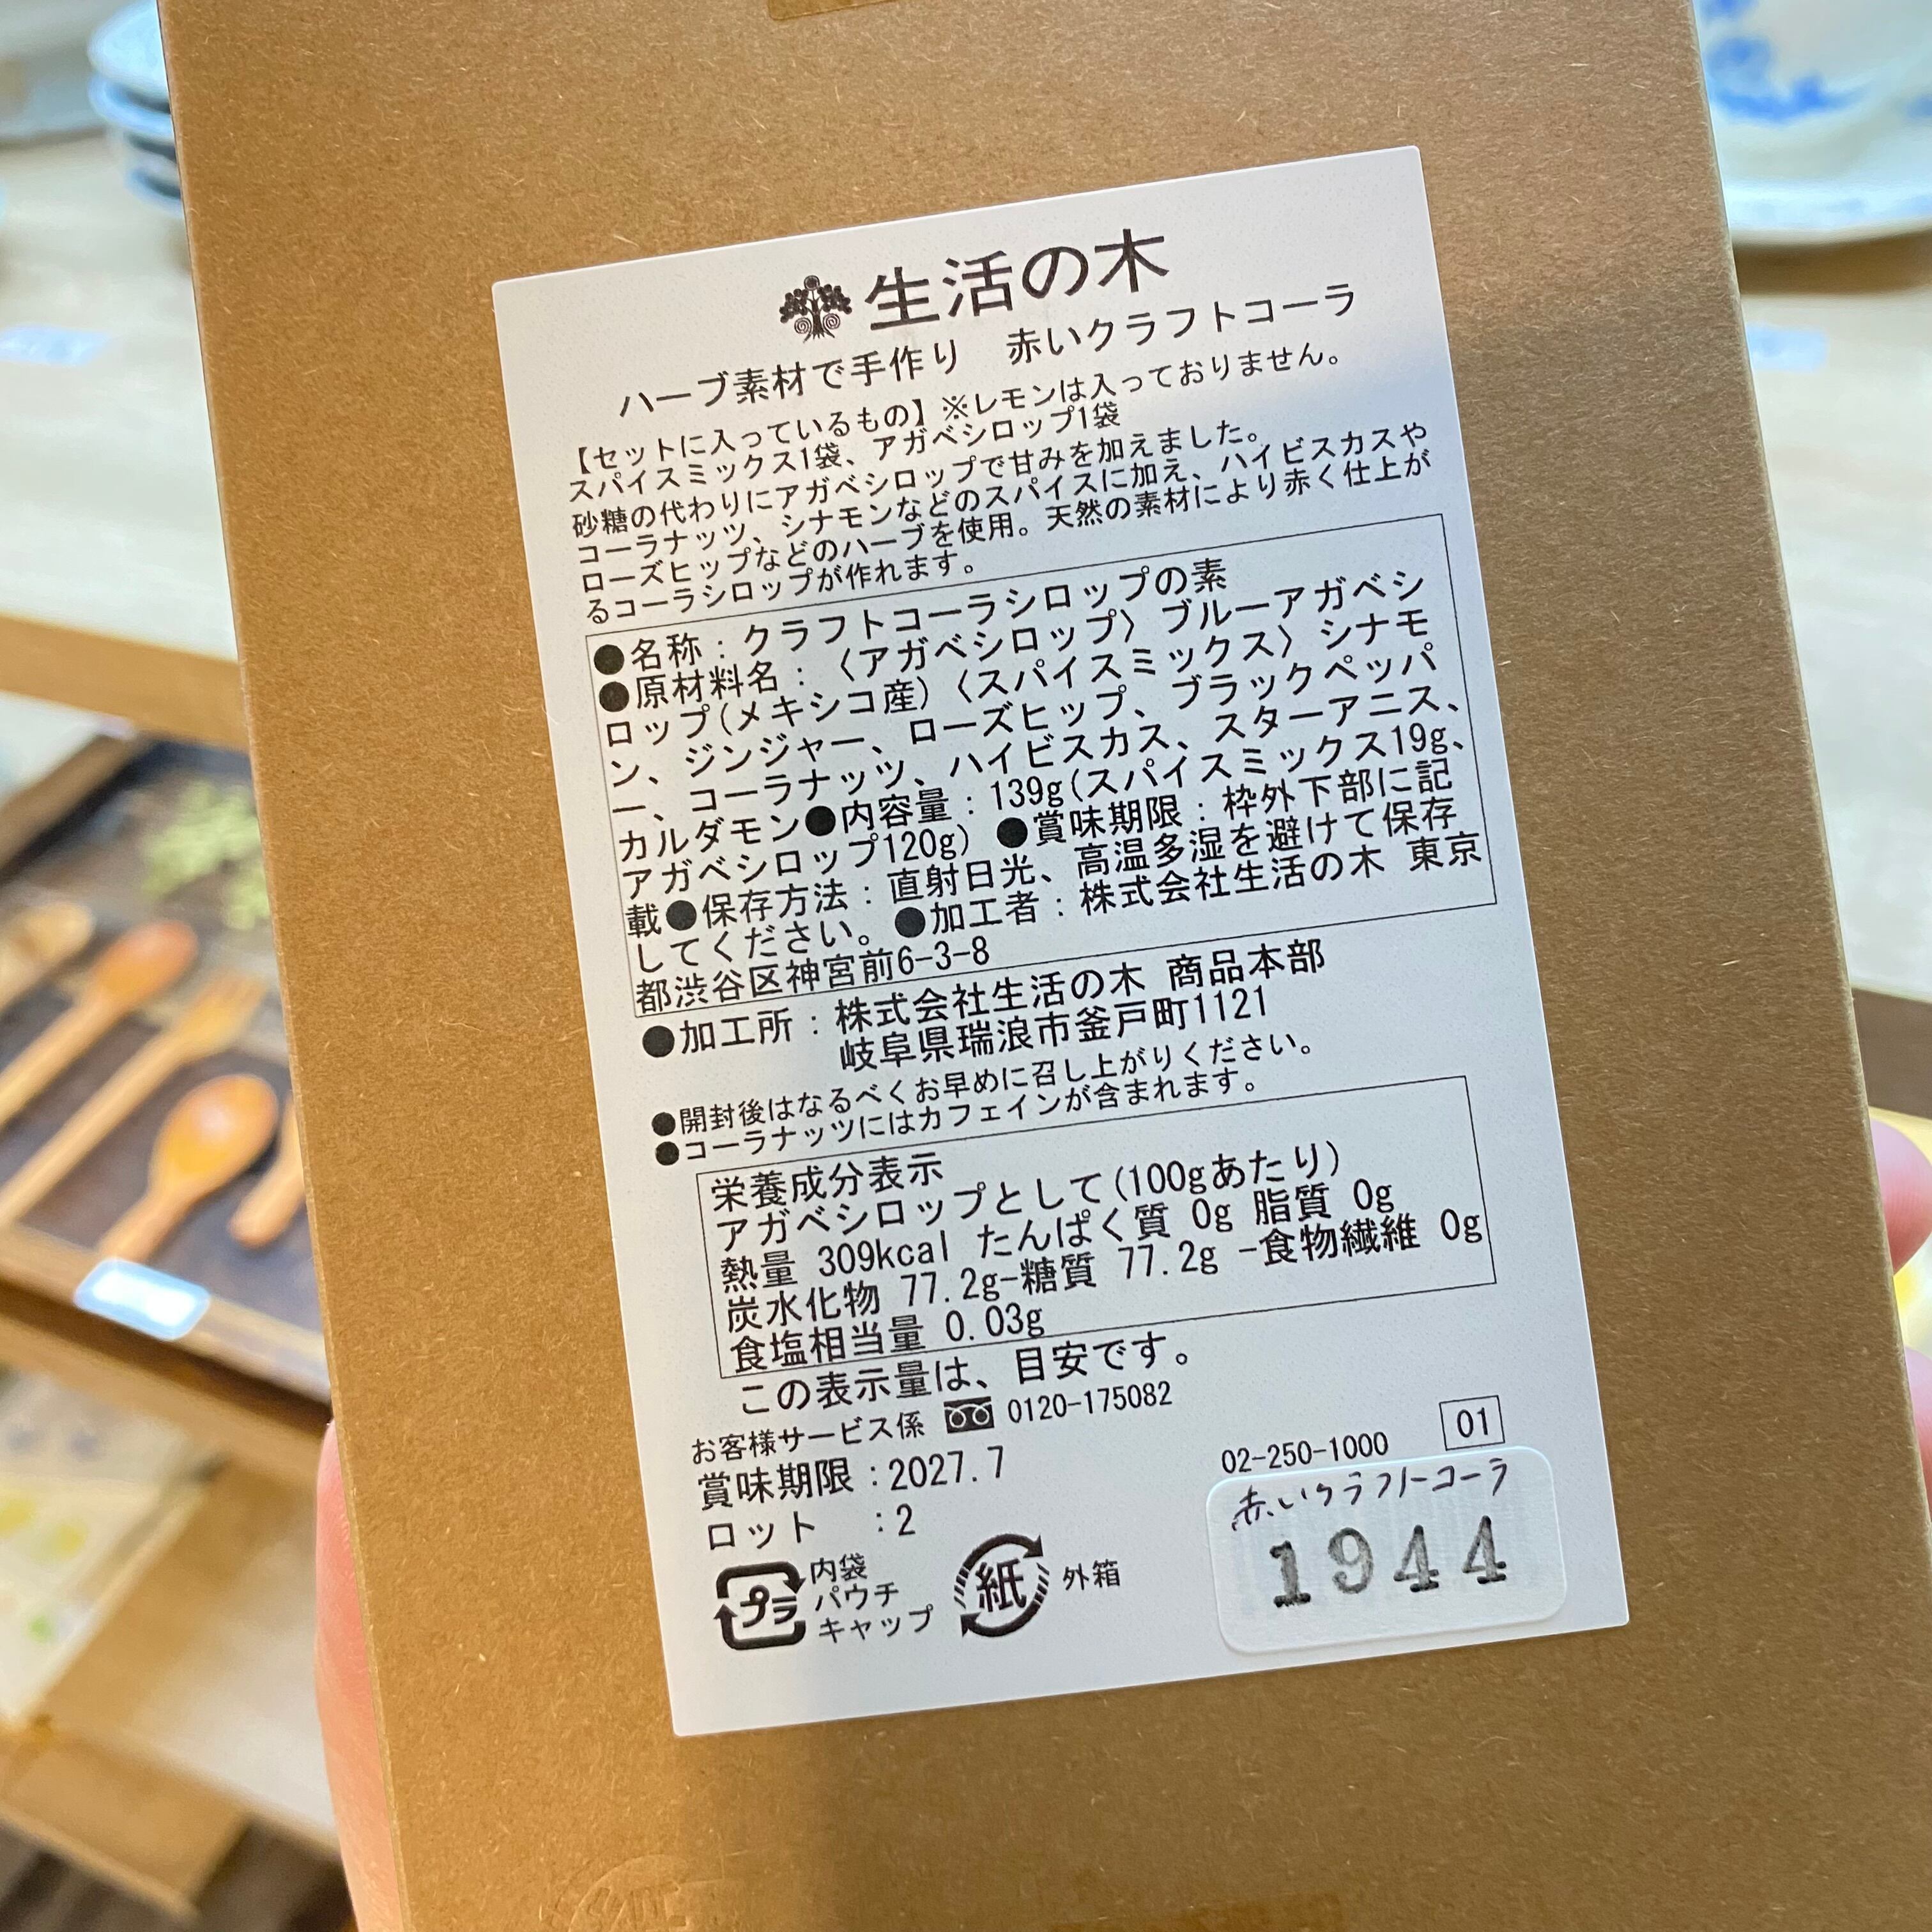 生活の木
ハーブ素材で手作り 赤いクラフトコーラ
【セットに入っているもの】※レモンは入っておりません。
スパイスミックス1袋、アガベシロップ1袋
砂糖の代わりにアガベシロップで甘みを加えました。
コーラナッツ、シナモンなどのスパイスに加え、ハイビスカスや
ローズヒップなどのハーブを使用。天然の素材により赤く仕上が
るコーラシロップが作れます。
●名称：クラフトコーラシロップの素
●原材料名：〈アガベシロップ〉ブルーアガベシ
ロップ(メキシコ産)〈スパイスミックス〉シナモ
ン、ジンジャー、ローズヒップ、ブラックペッパ
ー、コーラナッツ、ハイビスカス、スターアニス、
カルダモン●内容量：139g(スパイスミックス19g、
アガベシロップ120g) ●賞味期限：枠外下部に記
載●保存方法：直射日光、高温多湿を避けて保存
してください。●加工者：株式会社生活の木 東京
都渋谷区神宮前6-3-8
●加工所：株式会社生活の木 商品本部
岐阜県瑞浪市釜戸町1121
●開封後はなるべくお早めに召し上がりください。
●コーラナッツにはカフェインが含まれます。
栄養成分表示
アガベシロップとして(100gあたり)
熱量 309kcal たんぱく質 0g 脂質 0g
炭水化物 77.2g-糖質 77.2g -食物繊維 0g
食塩相当量 0.03g
この表示量は、目安です。
お客様サービス係 0120-175082
賞味期限：2027.7
ロット ：2
02-250-1000 01
赤いクラフトコーラ
1944
プラ 内袋
パウチ
キャップ
紙 外箱